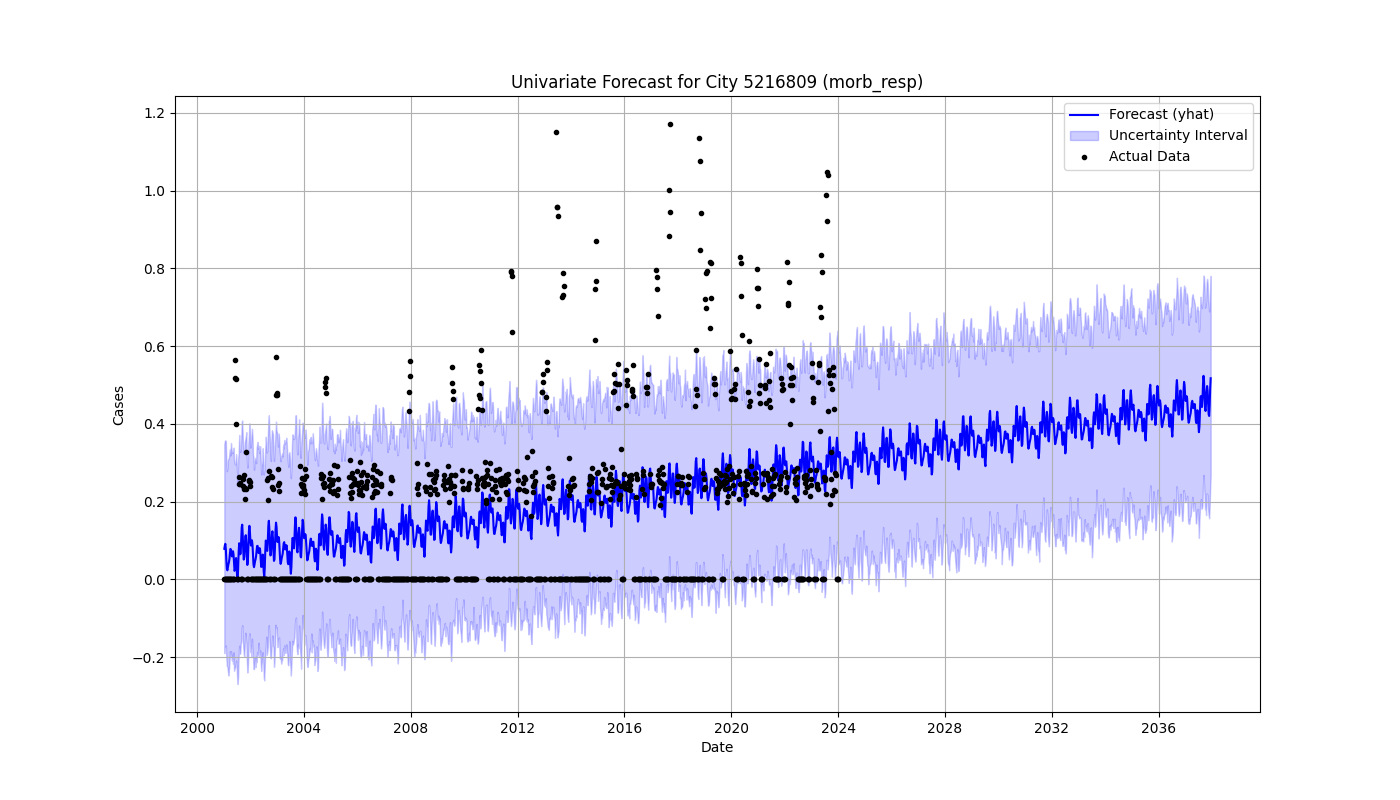 Univariate Forecast for City 5216809 (morb_resp)
Forecast (yhat)
Uncertainty Interval
Actual Data
Cases
1.2
1.0
0.8
0.6
0.4
0.2
0.0
−0.2
2000 2004 2008 2012 2016 2020 2024 2028 2032 2036
Date